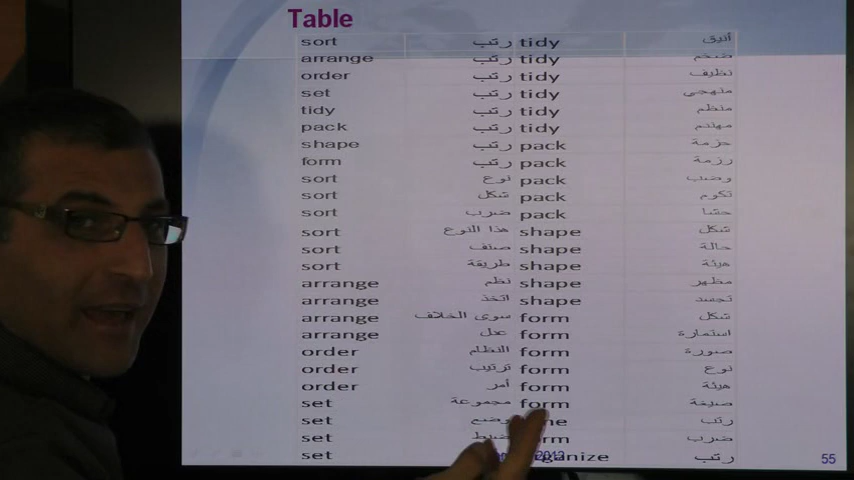 Table
sort رتب tidy أنيق
arrange رتب tidy ضخم
order رتب tidy نظيف
set رتب tidy منهجي
tidy رتب tidy منظم
pack رتب tidy مهندم
shape رتب pack حزمة
form رتب pack رزمة
sort نوع pack وضب
sort شكل pack تكوم
sort ضرب pack حشا
sort هذا النوع shape شكل
sort صنف shape حالة
sort طريقة shape هيئة
arrange نظم shape مظهر
arrange اتخذ shape تجسد
arrange سوى الخلاف form شكل
arrange عدل form استمارة
order النظام form صورة
order ترتيب form نوع
order أمر form هيئة
set مجموعة form صيغة
set وضع رتب
set ضبط ضرب
set رتب
55